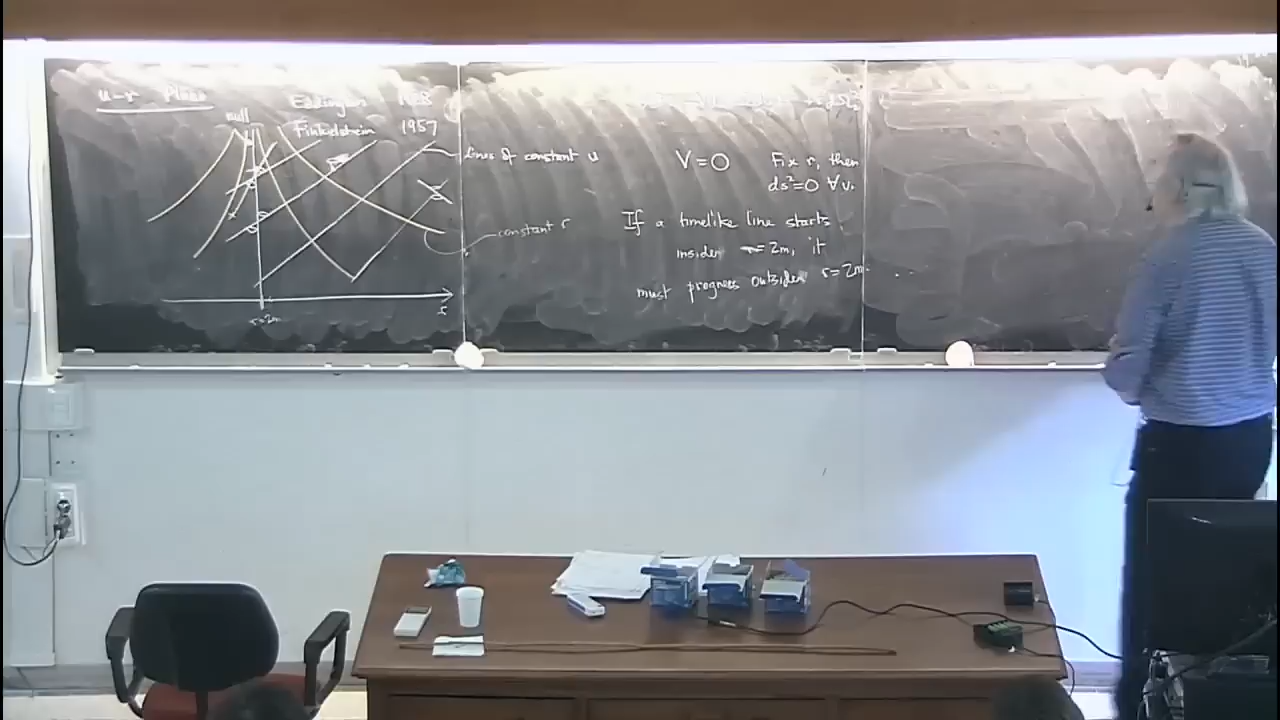 u-r Plane
Eddington
Finkelstein 1957
null
lines of constant u
constant r
r=2m
r
V=0 Fix r, then
ds²=0 ∀v.
If a timelike line starts
inside r=2m, it
must progress outside r=2m.